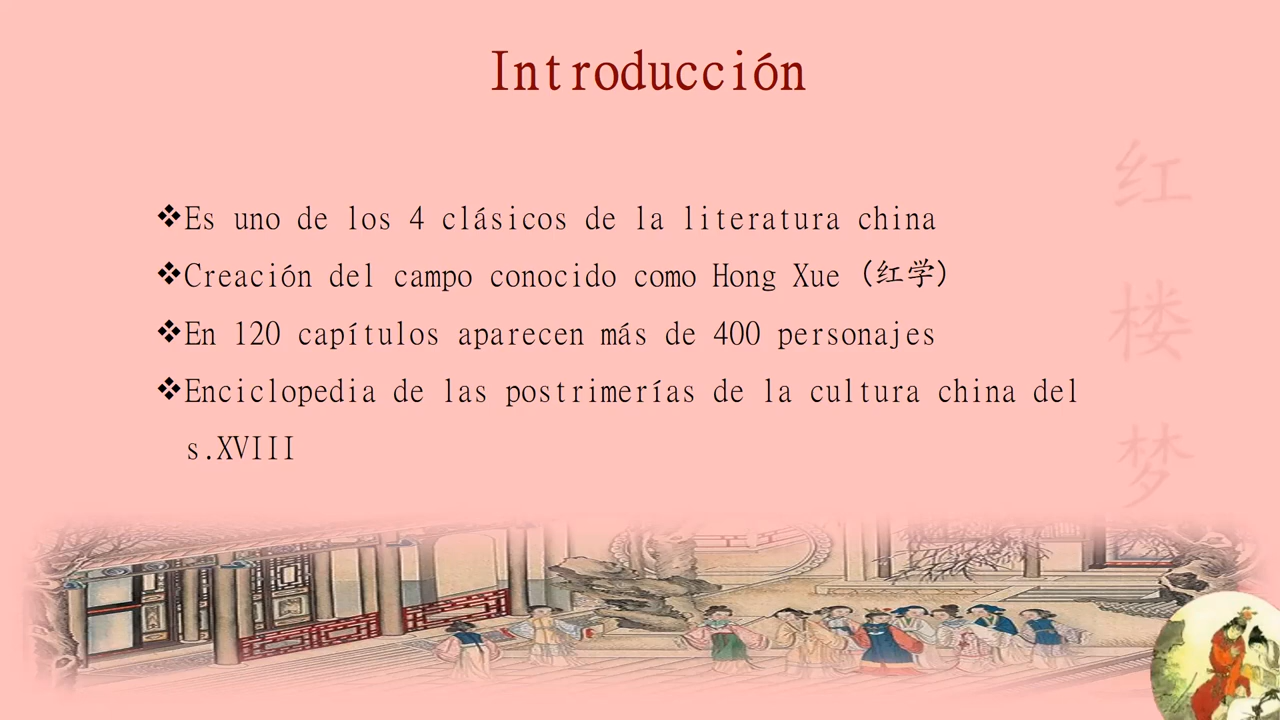 Introducción
❖Es uno de los 4 clásicos de la literatura china
❖Creación del campo conocido como Hong Xue (红学)
❖En 120 capítulos aparecen más de 400 personajes
❖Enciclopedia de las postrimerías de la cultura china del
s.XVIII
红
楼
梦